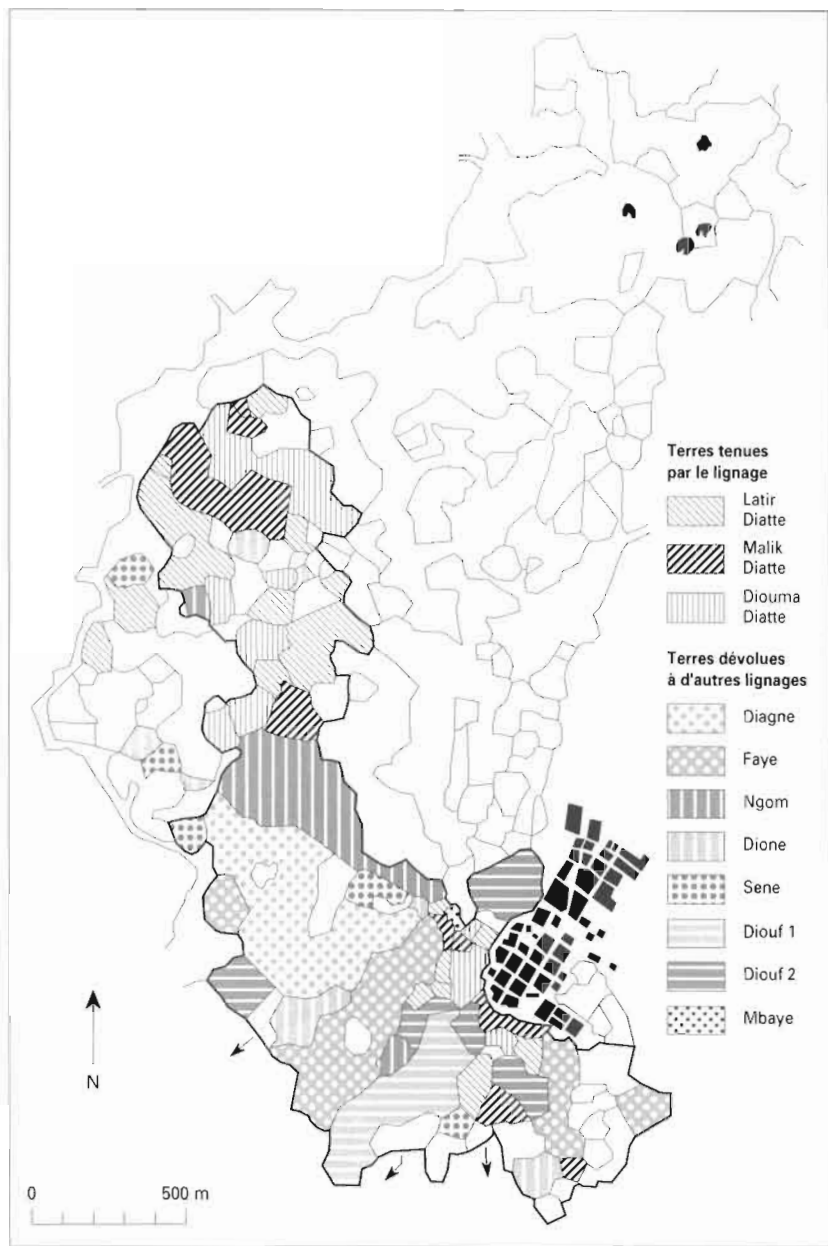 Terres tenues
par le lignage
Latir
Diatte
Malik
Diatte
Diouma
Diatte
Terres dévolues
à d'autres lignages
Diagne
Faye
Ngom
Dione
Sene
Diouf 1
Diouf 2
Mbaye
N
0 500 m